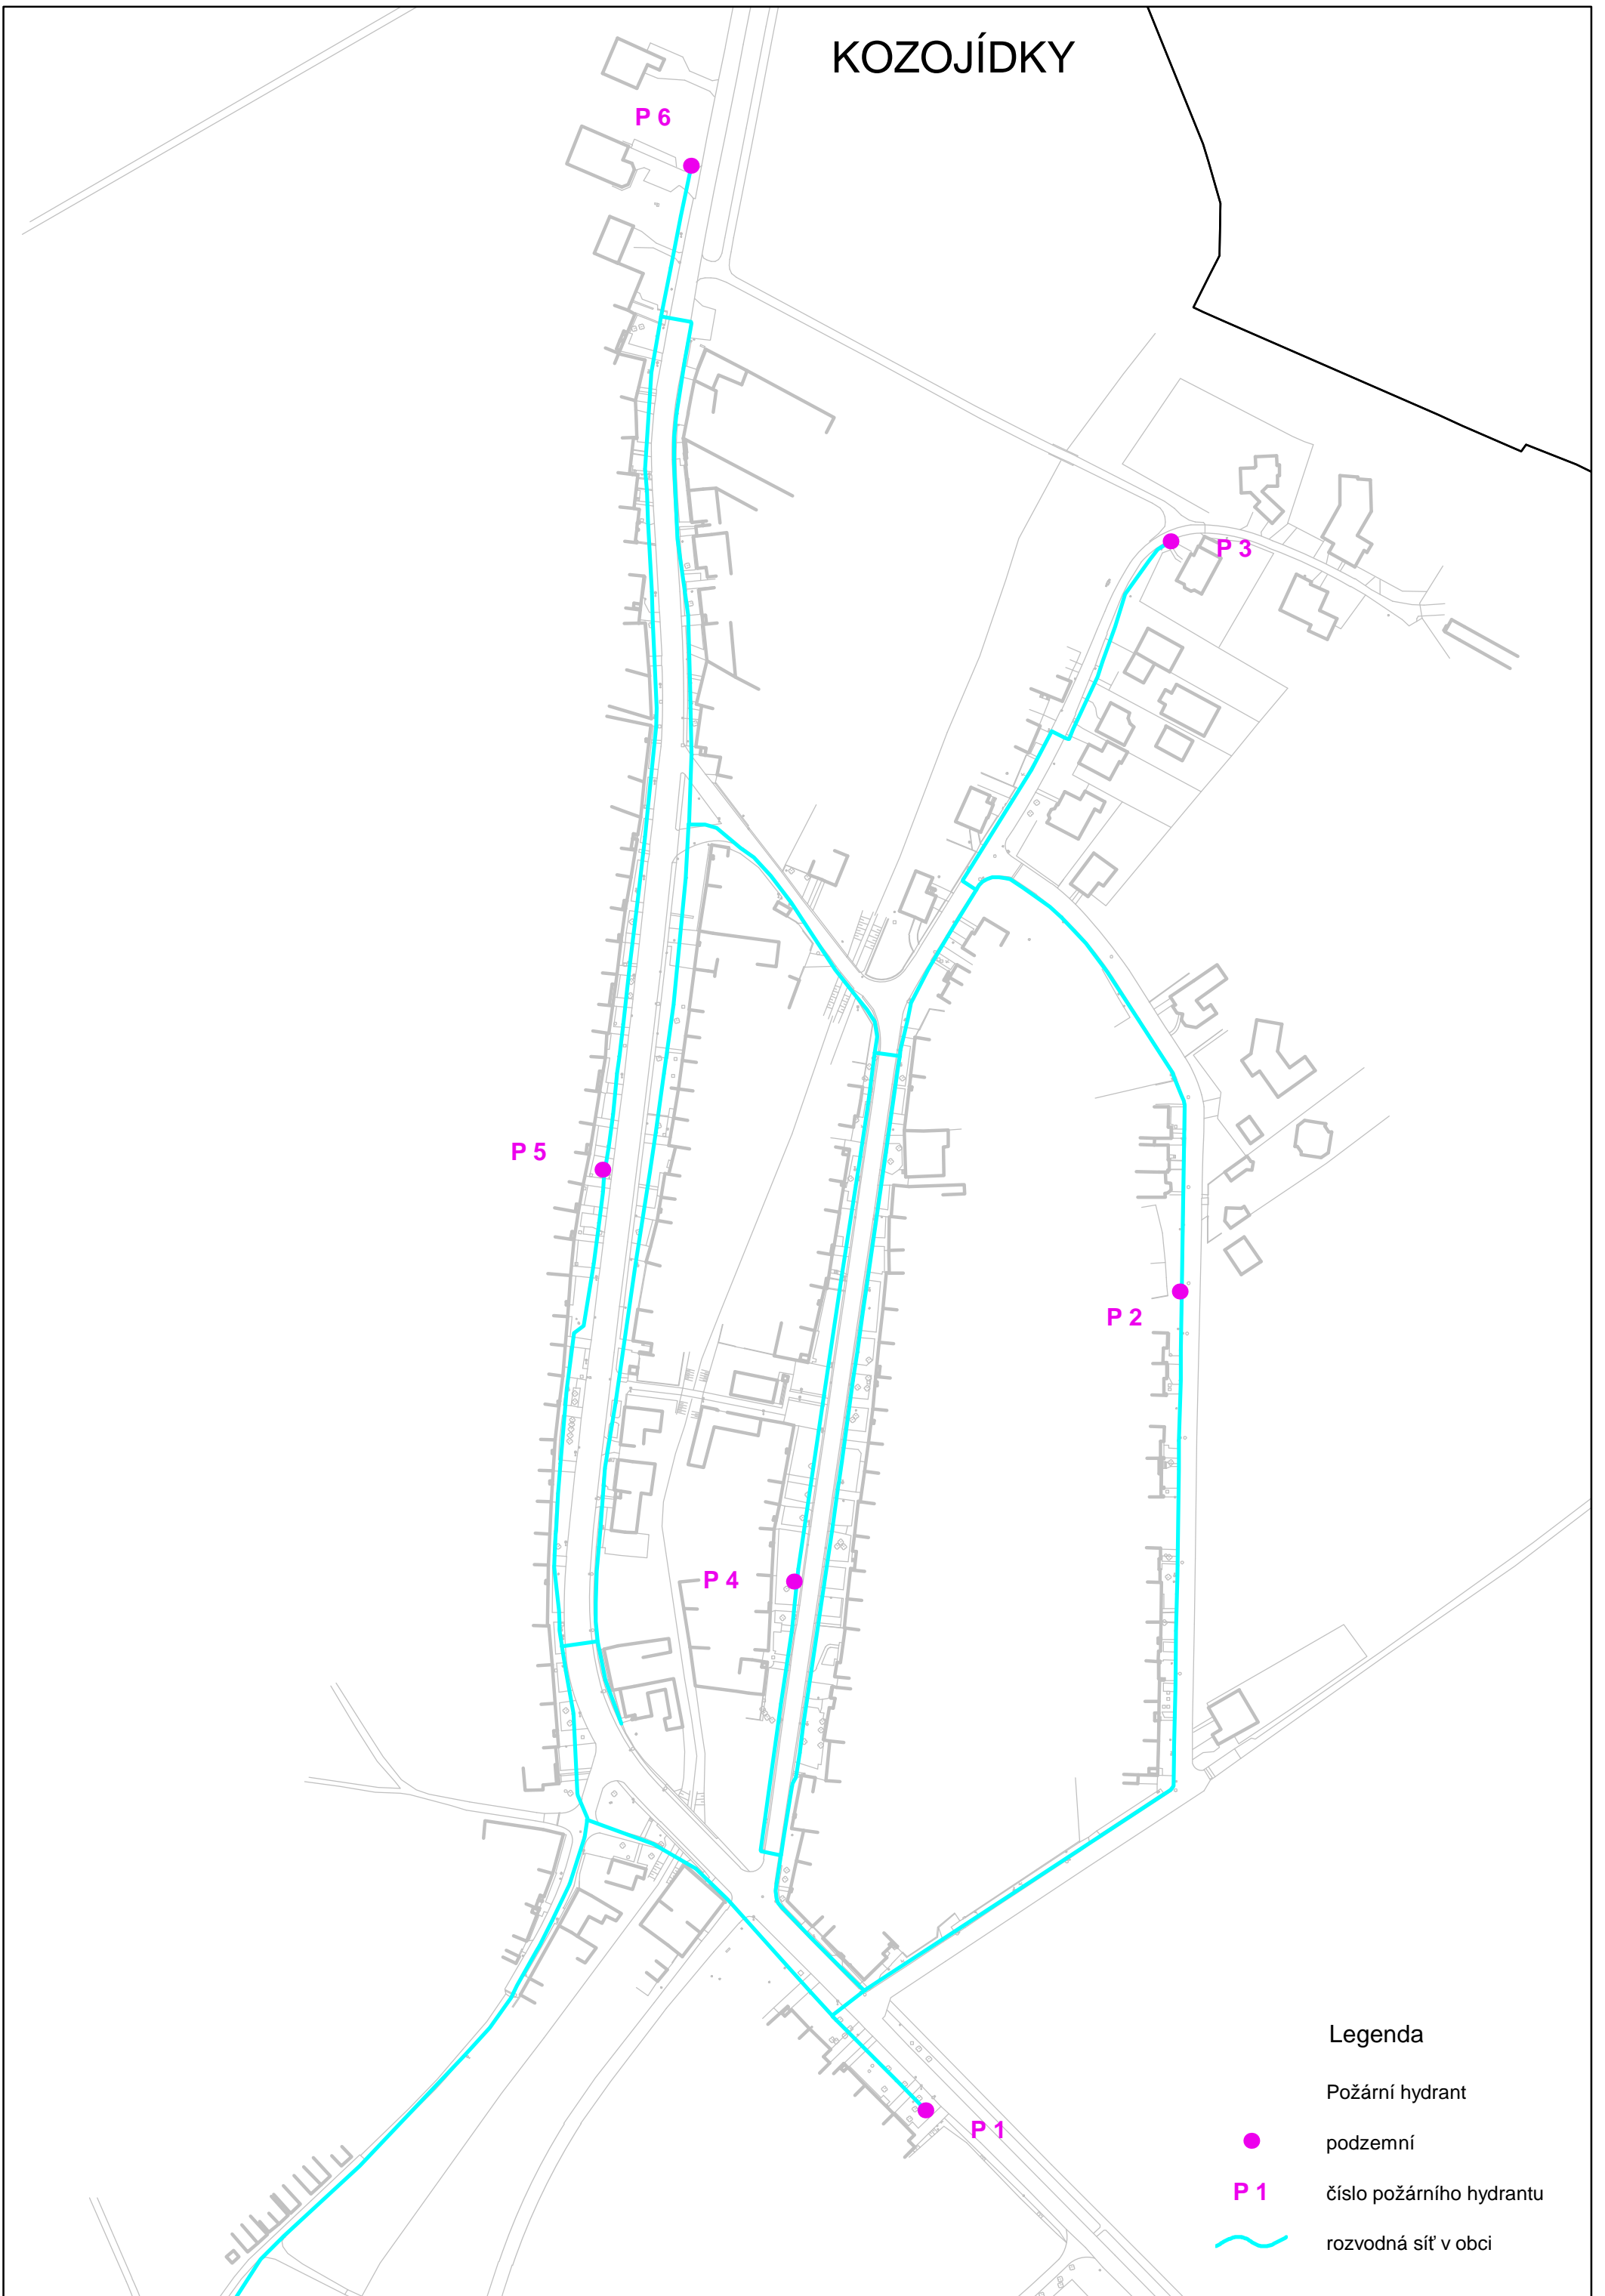 KOZOJÍDKY
P 6
P 3
P 5
P 2
P 4
P 1
Legenda
Požární hydrant
podzemní
P 1 číslo požárního hydrantu
rozvodná síť v obci